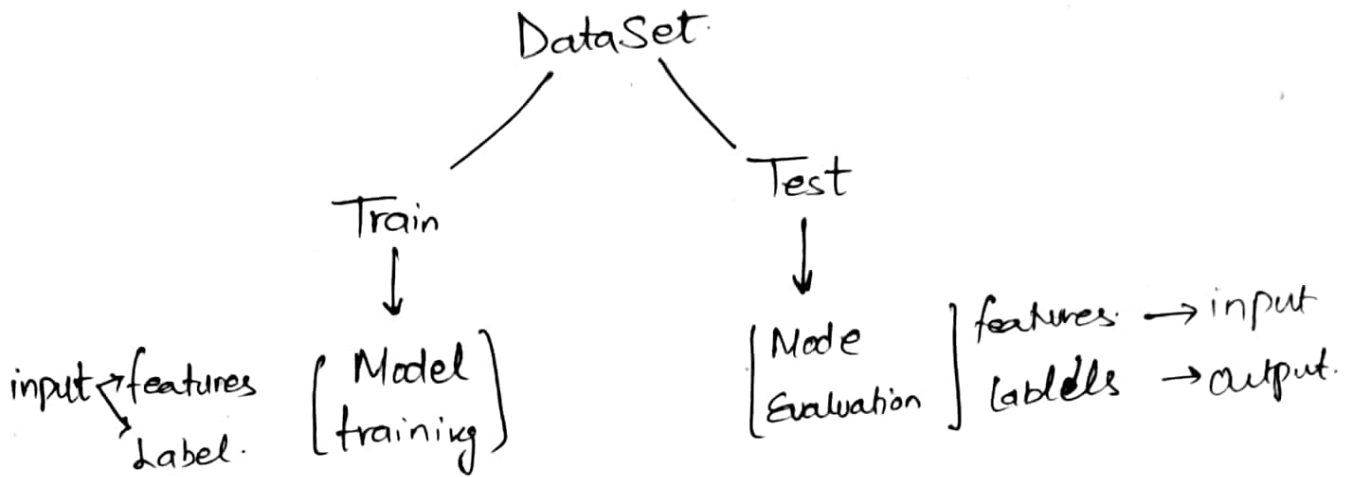 DataSet
Train
Test
input → features
Label.
Model
training
Mode
Evaluation
features. → input
Lablels → output.